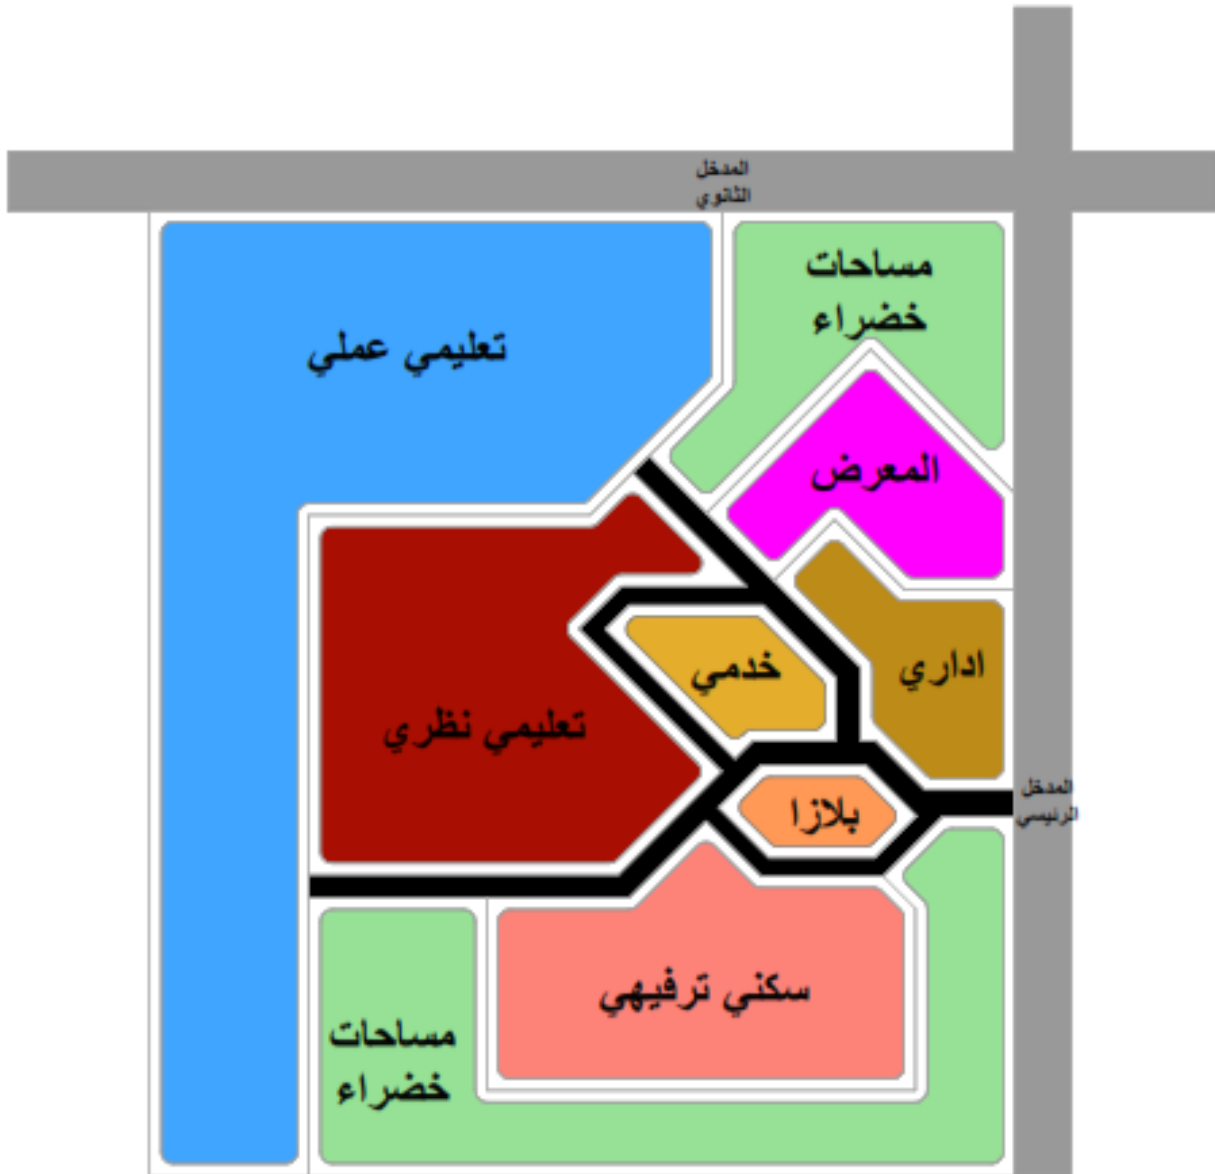 المدخل
الثانوي
مساحات
خضراء
تعليمي عملي
المعرض
خدمي
اداري
تعليمي نظري
المدخل
الرئيسي
بلازا
سكني ترفيهي
مساحات
خضراء